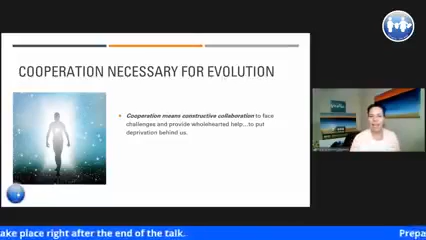 COOPERATION NECESSARY FOR EVOLUTION
Cooperation means constructive collaboration to face
challenges and provide wholehearted help...to put
deprivation behind us.
ake place right after the end of the talk.
Prepa